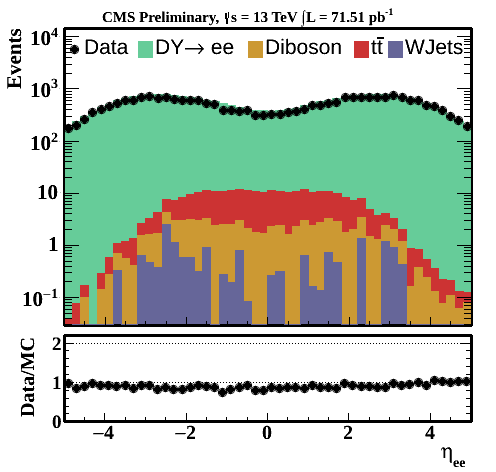 CMS Preliminary, √s = 13 TeV ∫L = 71.51 pb⁻¹
Events
10⁴
Data DY→ ee Diboson tt̄ WJets
10³
10²
10
1
10⁻¹
Data/MC
2
1
0
−4 −2 0 2 4
η_ee